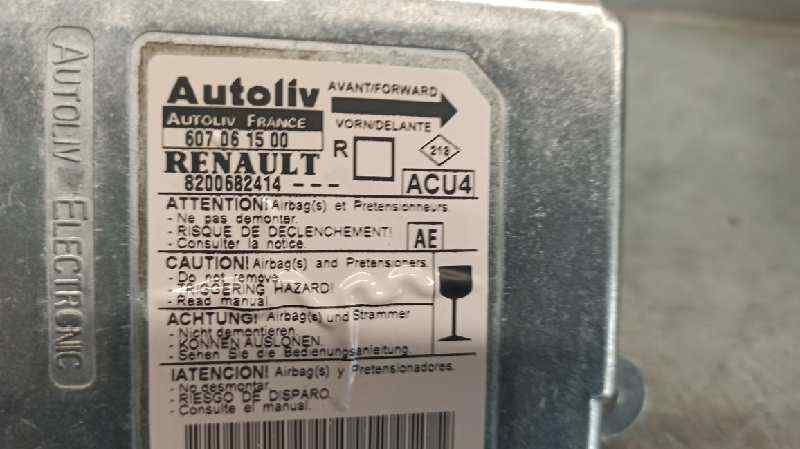 AUTOLIV ELECTRONIC
Autoliv
AVANT/FORWARD
AUTOLIV FRANCE
VORN/DELANTE
607 06 15 00
R
218
RENAULT
8200682414 - - -
ACU4
ATTENTION! Airbag(s) et Pretensionneurs.
- Ne pas demonter.
- RISQUE DE DECLENCHEMENT!
- Consulter la notice.
AE
CAUTION! Airbag(s) and Pretensioners.
- Do not remove.
- TRIGGERING HAZARD!
- Read manual.
ACHTUNG! Airbag(s) und Strammer
- Nicht demontieren.
- KÖNNEN AUSLÖNEN.
- Sehen Sie die Bedienungsanleitung.
¡ATENCION! Airbag(s) y Pretensionadores.
- No desmontar.
- RIESGO DE DISPARO.
- Consulte el manual.